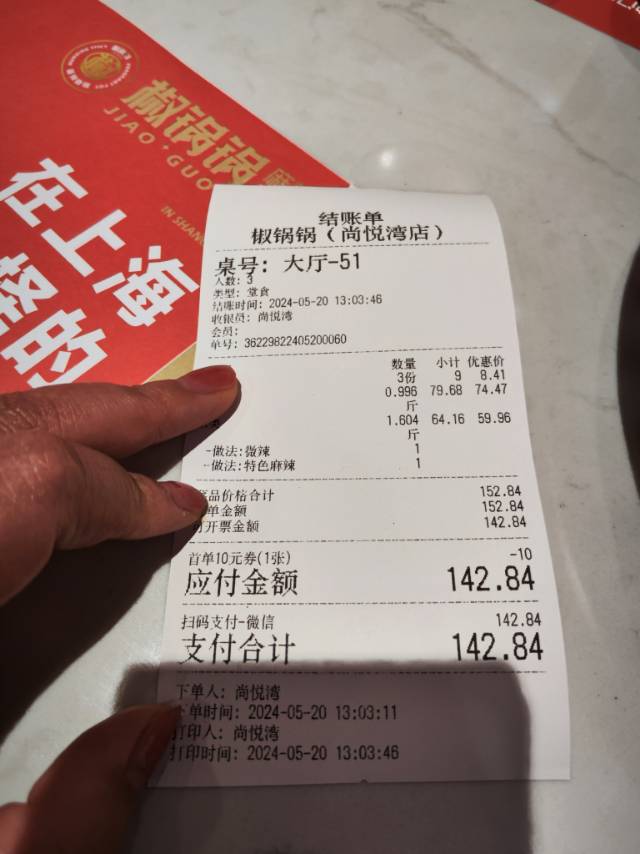 椒锅锅
JIAO·GUO
IN SHAN
在上海
的
结账单
椒锅锅（尚悦湾店）
桌号: 大厅-51
人数: 3
类型: 堂食
结账时间: 2024-05-20 13:03:46
收银员: 尚悦湾
会员:
单号: 36229822405200060
数量 小计 优惠价
3份 9 8.41
0.996 79.68 74.47
斤
1.604 64.16 59.96
斤
-做法:微辣 1
-做法:特色麻辣 1
品价格合计 152.84
单金额 152.84
开票金额 142.84
首单10元券(1张) -10
应付金额 142.84
扫码支付-微信 142.84
支付合计 142.84
下单人: 尚悦湾
单时间: 2024-05-20 13:03:11
打印人: 尚悦湾
打印时间: 2024-05-20 13:03:46